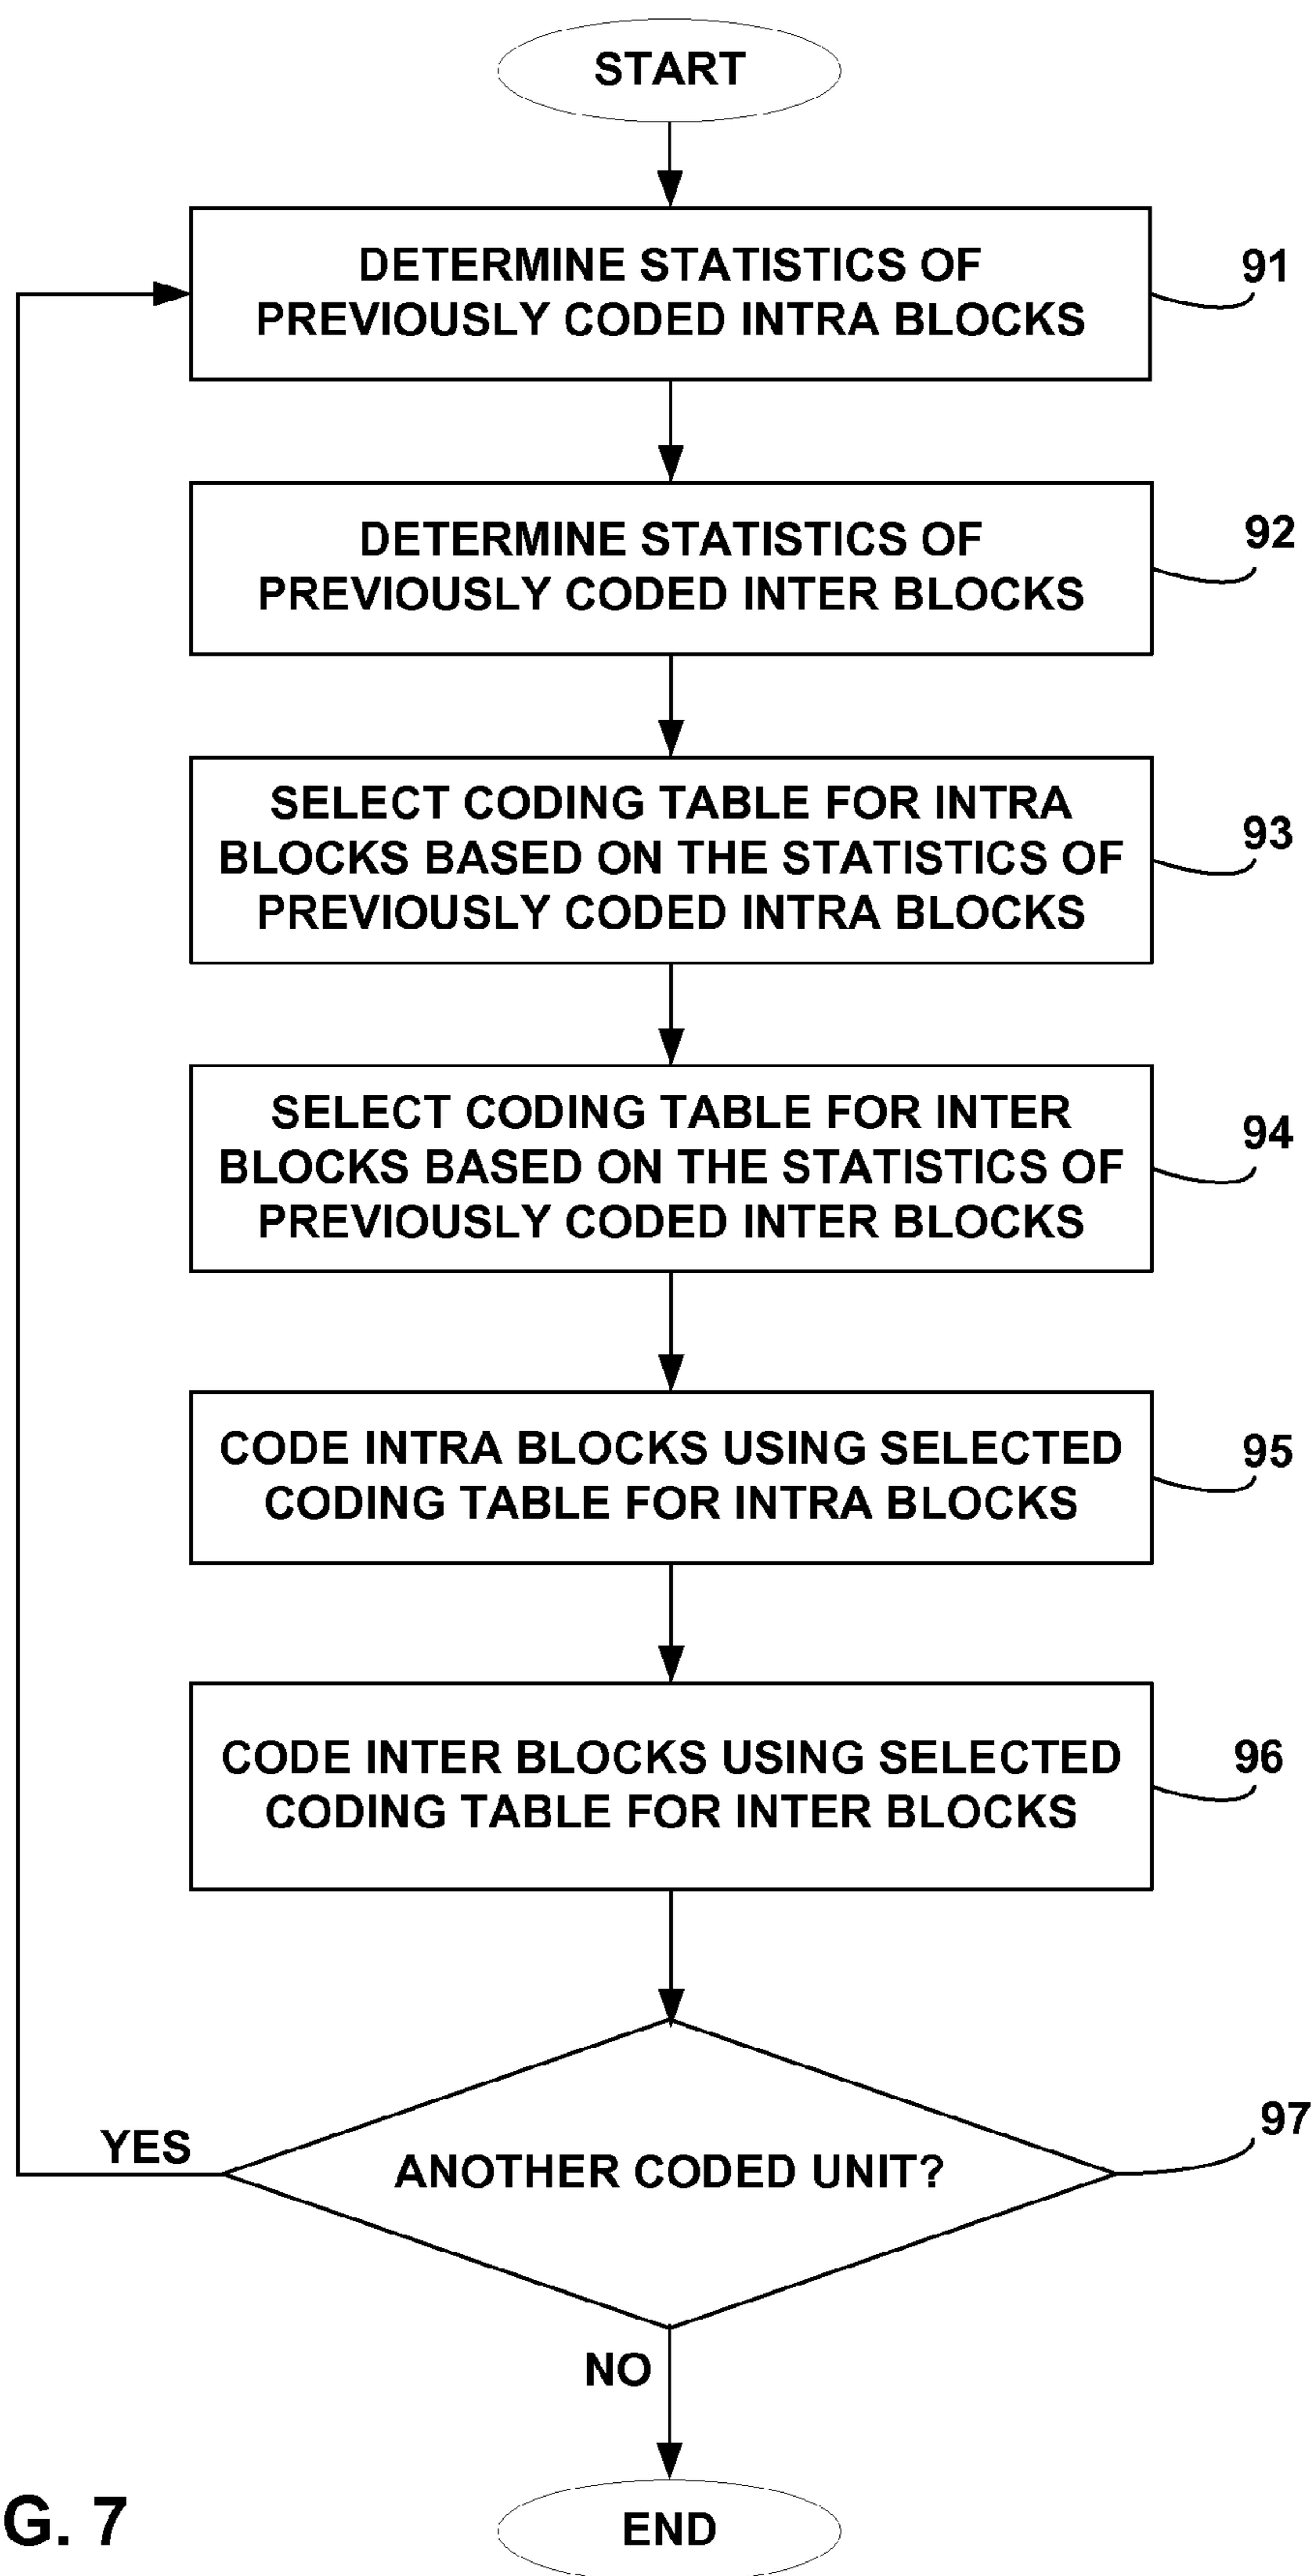 START
DETERMINE STATISTICS OF
PREVIOUSLY CODED INTRA BLOCKS
91
DETERMINE STATISTICS OF
PREVIOUSLY CODED INTER BLOCKS
92
SELECT CODING TABLE FOR INTRA
BLOCKS BASED ON THE STATISTICS OF
PREVIOUSLY CODED INTRA BLOCKS
93
SELECT CODING TABLE FOR INTER
BLOCKS BASED ON THE STATISTICS OF
PREVIOUSLY CODED INTER BLOCKS
94
CODE INTRA BLOCKS USING SELECTED
CODING TABLE FOR INTRA BLOCKS
95
CODE INTER BLOCKS USING SELECTED
CODING TABLE FOR INTER BLOCKS
96
YES
ANOTHER CODED UNIT?
97
NO
END
G. 7